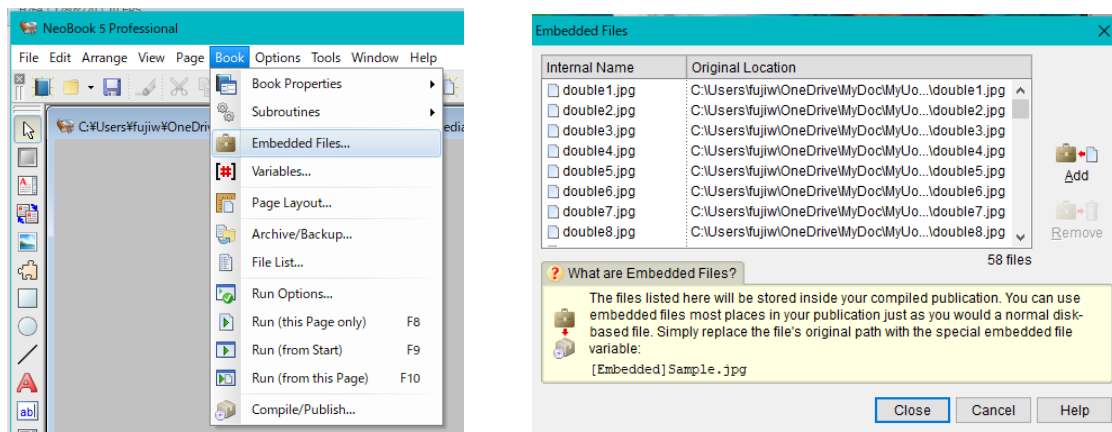 NeoBook 5 Professional
File Edit Arrange View Page Book Options Tools Window Help
Book Properties
Subroutines
C:¥Users¥fujiw¥OneDri
edia
Embedded Files...
[#] Variables...
Page Layout...
Archive/Backup...
File List...
Run Options...
Run (this Page only) F8
Run (from Start) F9
Run (from this Page) F10
Compile/Publish...
A
A
ab
Embedded Files
Internal Name Original Location
double1.jpg C:\Users\fujiw\OneDrive\MyDoc\MyUo...\double1.jpg
double2.jpg C:\Users\fujiw\OneDrive\MyDoc\MyUo...\double2.jpg
double3.jpg C:\Users\fujiw\OneDrive\MyDoc\MyUo...\double3.jpg
double4.jpg C:\Users\fujiw\OneDrive\MyDoc\MyUo...\double4.jpg
double5.jpg C:\Users\fujiw\OneDrive\MyDoc\MyUo...\double5.jpg
double6.jpg C:\Users\fujiw\OneDrive\MyDoc\MyUo...\double6.jpg
double7.jpg C:\Users\fujiw\OneDrive\MyDoc\MyUo...\double7.jpg
double8.jpg C:\Users\fujiw\OneDrive\MyDoc\MyUo...\double8.jpg
Add
Remove
58 files
? What are Embedded Files?
The files listed here will be stored inside your compiled publication. You can use
embedded files most places in your publication just as you would a normal disk-
based file. Simply replace the file's original path with the special embedded file
variable:
[Embedded]Sample.jpg
Close Cancel Help